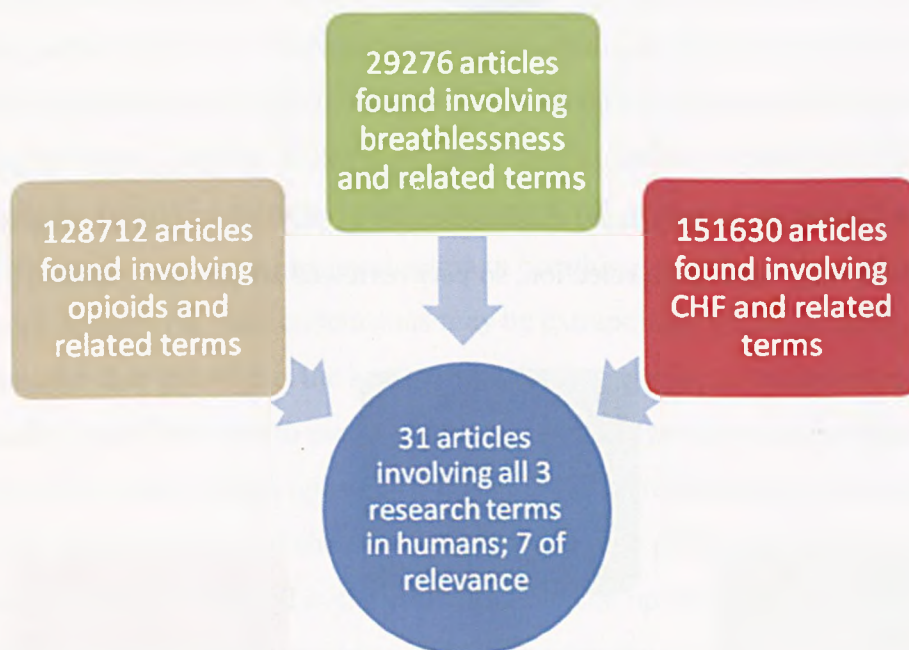 29276 articles
found involving
breathlessness
and related terms
128712 articles
found involving
opioids and
related terms
151630 articles
found involving
CHF and related
terms
31 articles
involving all 3
research terms
in humans; 7 of
relevance